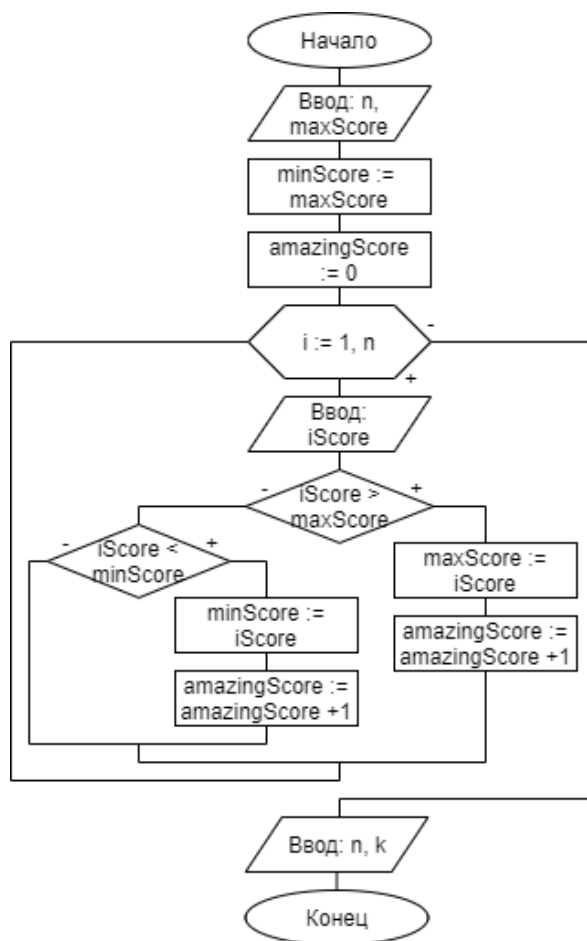 Начало
Ввод: n,
maxScore
minScore :=
maxScore
amazingScore
:= 0
i := 1, n
-
+
Ввод:
iScore
-
iScore >
maxScore
+
-
iScore <
minScore
+
maxScore :=
iScore
minScore :=
iScore
amazingScore :=
amazingScore +1
amazingScore :=
amazingScore +1
Ввод: n, k
Конец